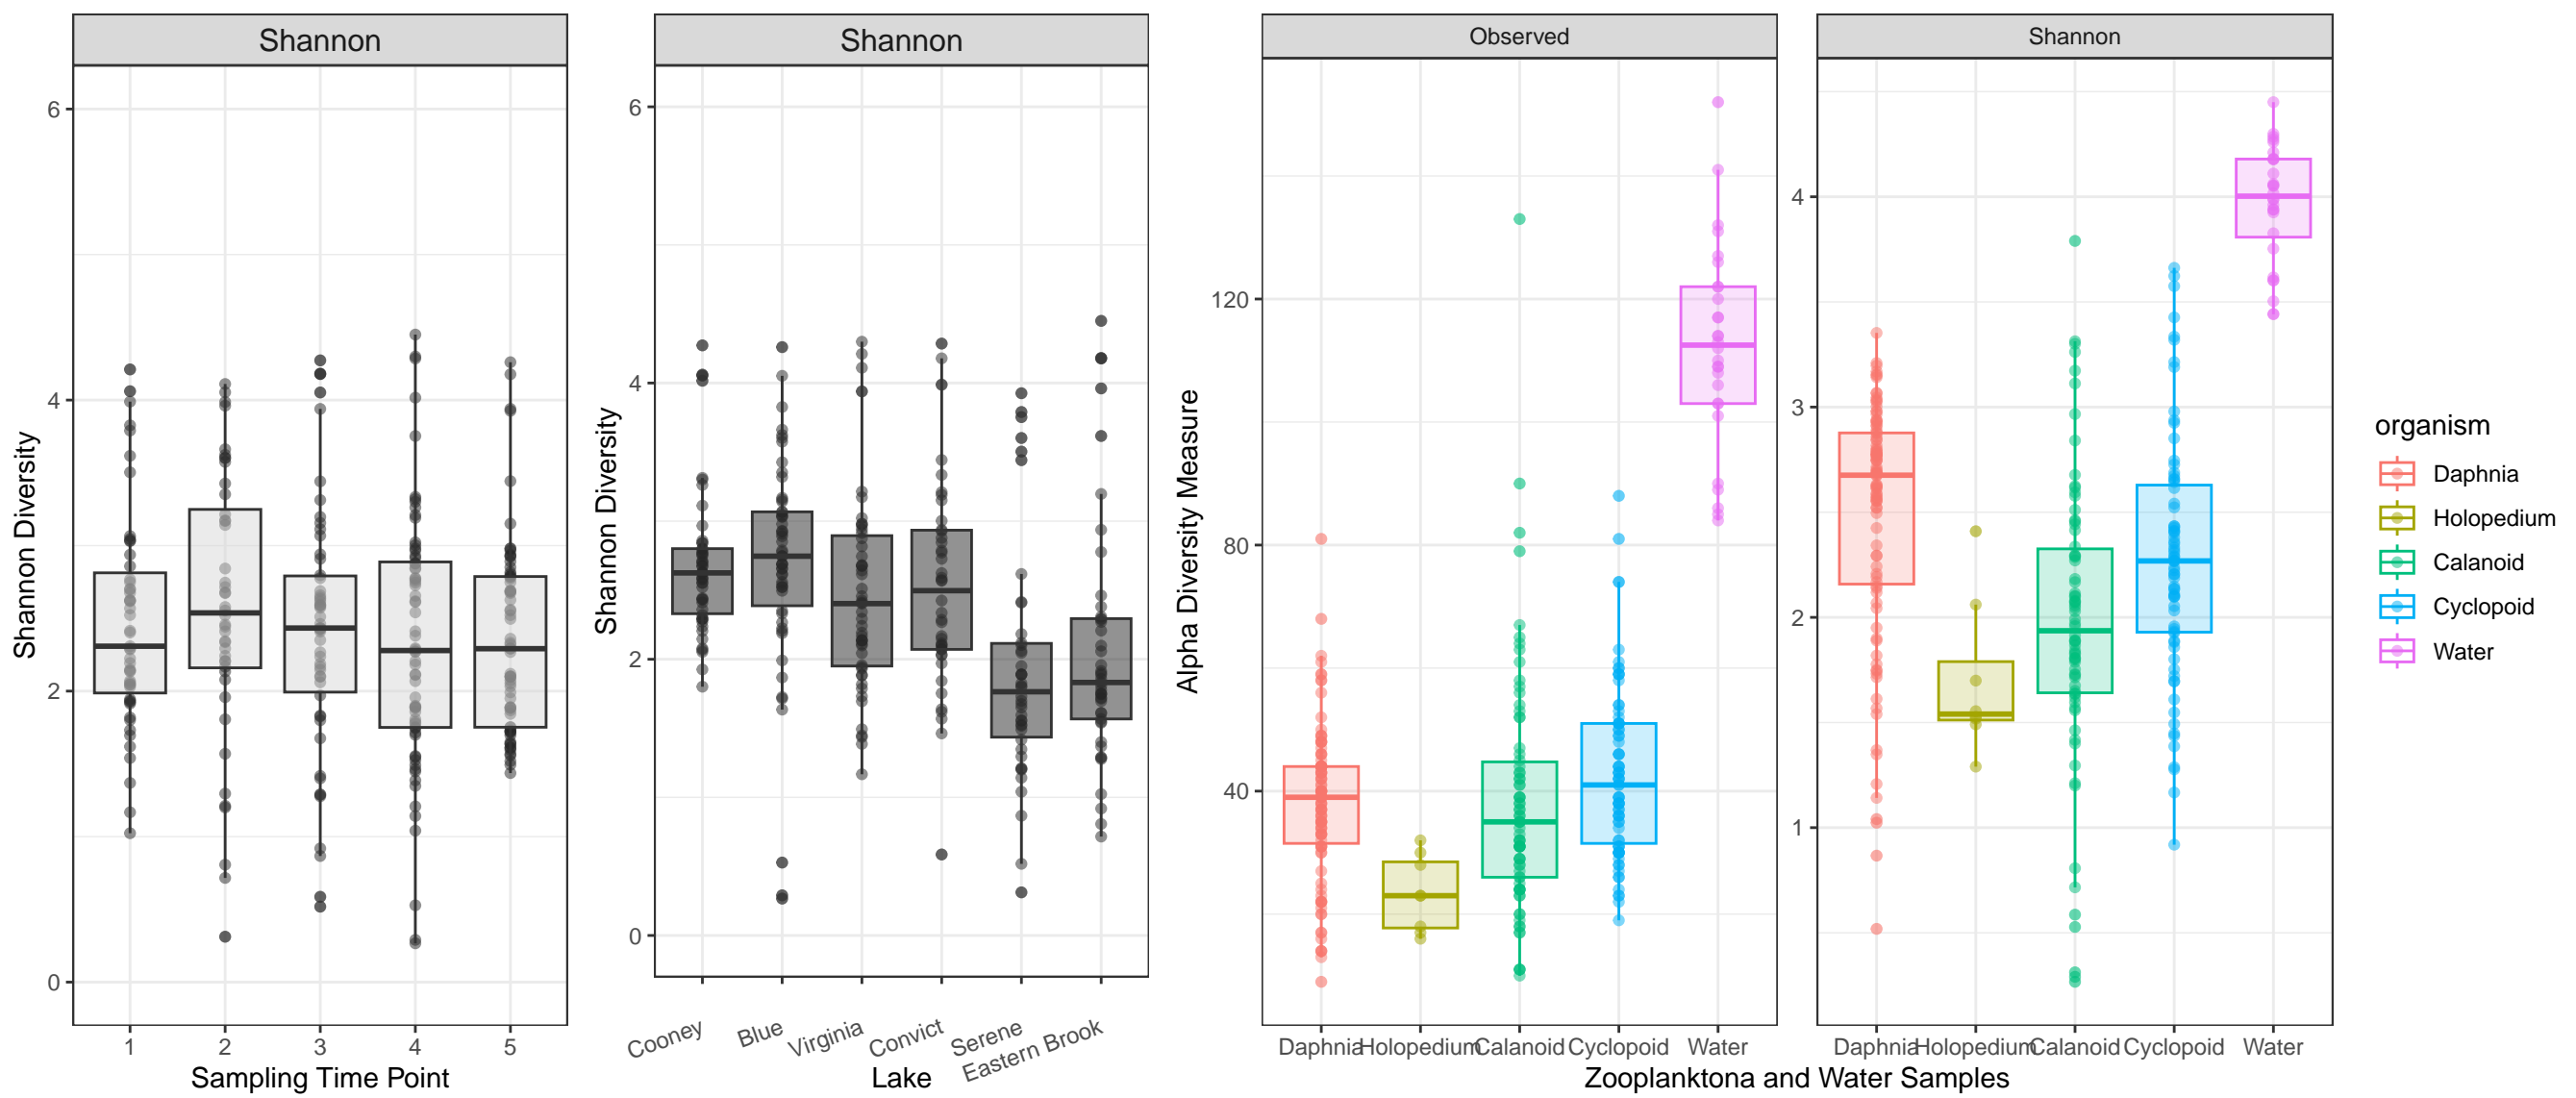 Shannon
Shannon Diversity
6
4
2
0
1 2 3 4 5
Sampling Time Point
Shannon
Shannon Diversity
6
4
2
0
Cooney Blue Virginia Convict Serene Eastern Brook
Lake
Observed
Alpha Diversity Measure
120
80
40
Daphnia Holopedium Calanoid Cyclopoid Water
Shannon
4
3
2
1
Daphnia Holopedium Calanoid Cyclopoid Water
Zooplanktona and Water Samples
organism
Daphnia
Holopedium
Calanoid
Cyclopoid
Water